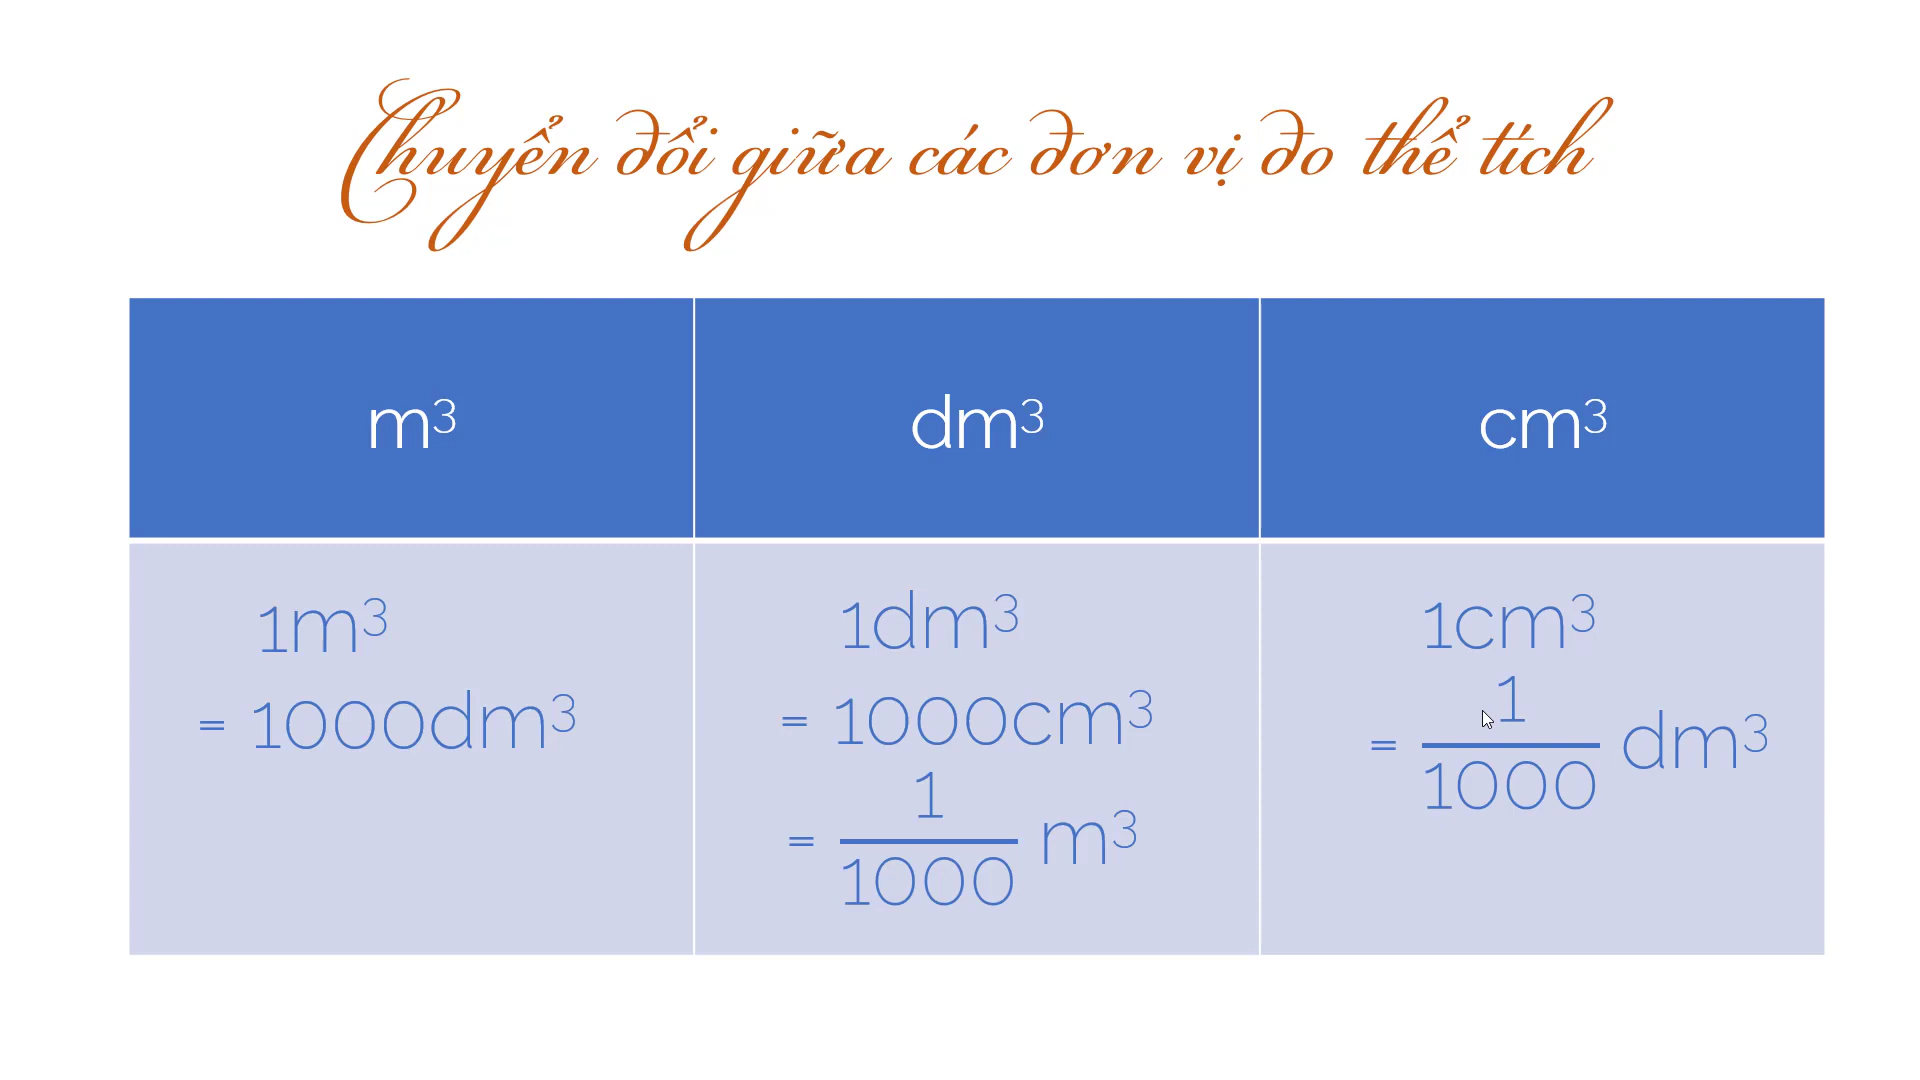 Chuyển đổi giữa các đơn vị đo thể tích
m³
dm³
cm³
1m³
= 1000dm³
1dm³
= 1000cm³
= 1/1000 m³
1cm³
= 1/1000 dm³